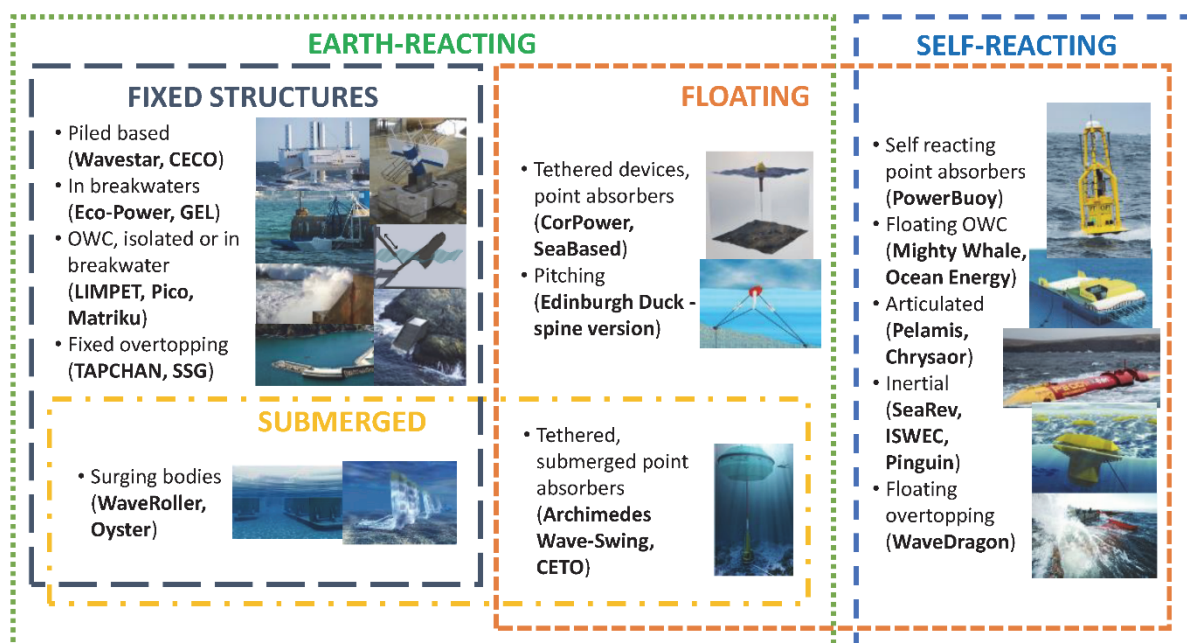 EARTH-REACTING
FIXED STRUCTURES
• Piled based
(Wavestar, CECO)
• In breakwaters
(Eco-Power, GEL)
• OWC, isolated or in
breakwater
(LIMPET, Pico,
Matriku)
• Fixed overtopping
(TAPCHAN, SSG)
SUBMERGED
• Surging bodies
(WaveRoller,
Oyster)
FLOATING
• Tethered devices,
point absorbers
(CorPower,
SeaBased)
• Pitching
(Edinburgh Duck -
spine version)
• Tethered,
submerged point
absorbers
(Archimedes
Wave-Swing,
CETO)
SELF-REACTING
• Self reacting
point absorbers
(PowerBuoy)
• Floating OWC
(Mighty Whale,
Ocean Energy)
• Articulated
(Pelamis,
Chrysaor)
• Inertial
(SeaRev,
ISWEC,
Pinguin)
• Floating
overtopping
(WaveDragon)